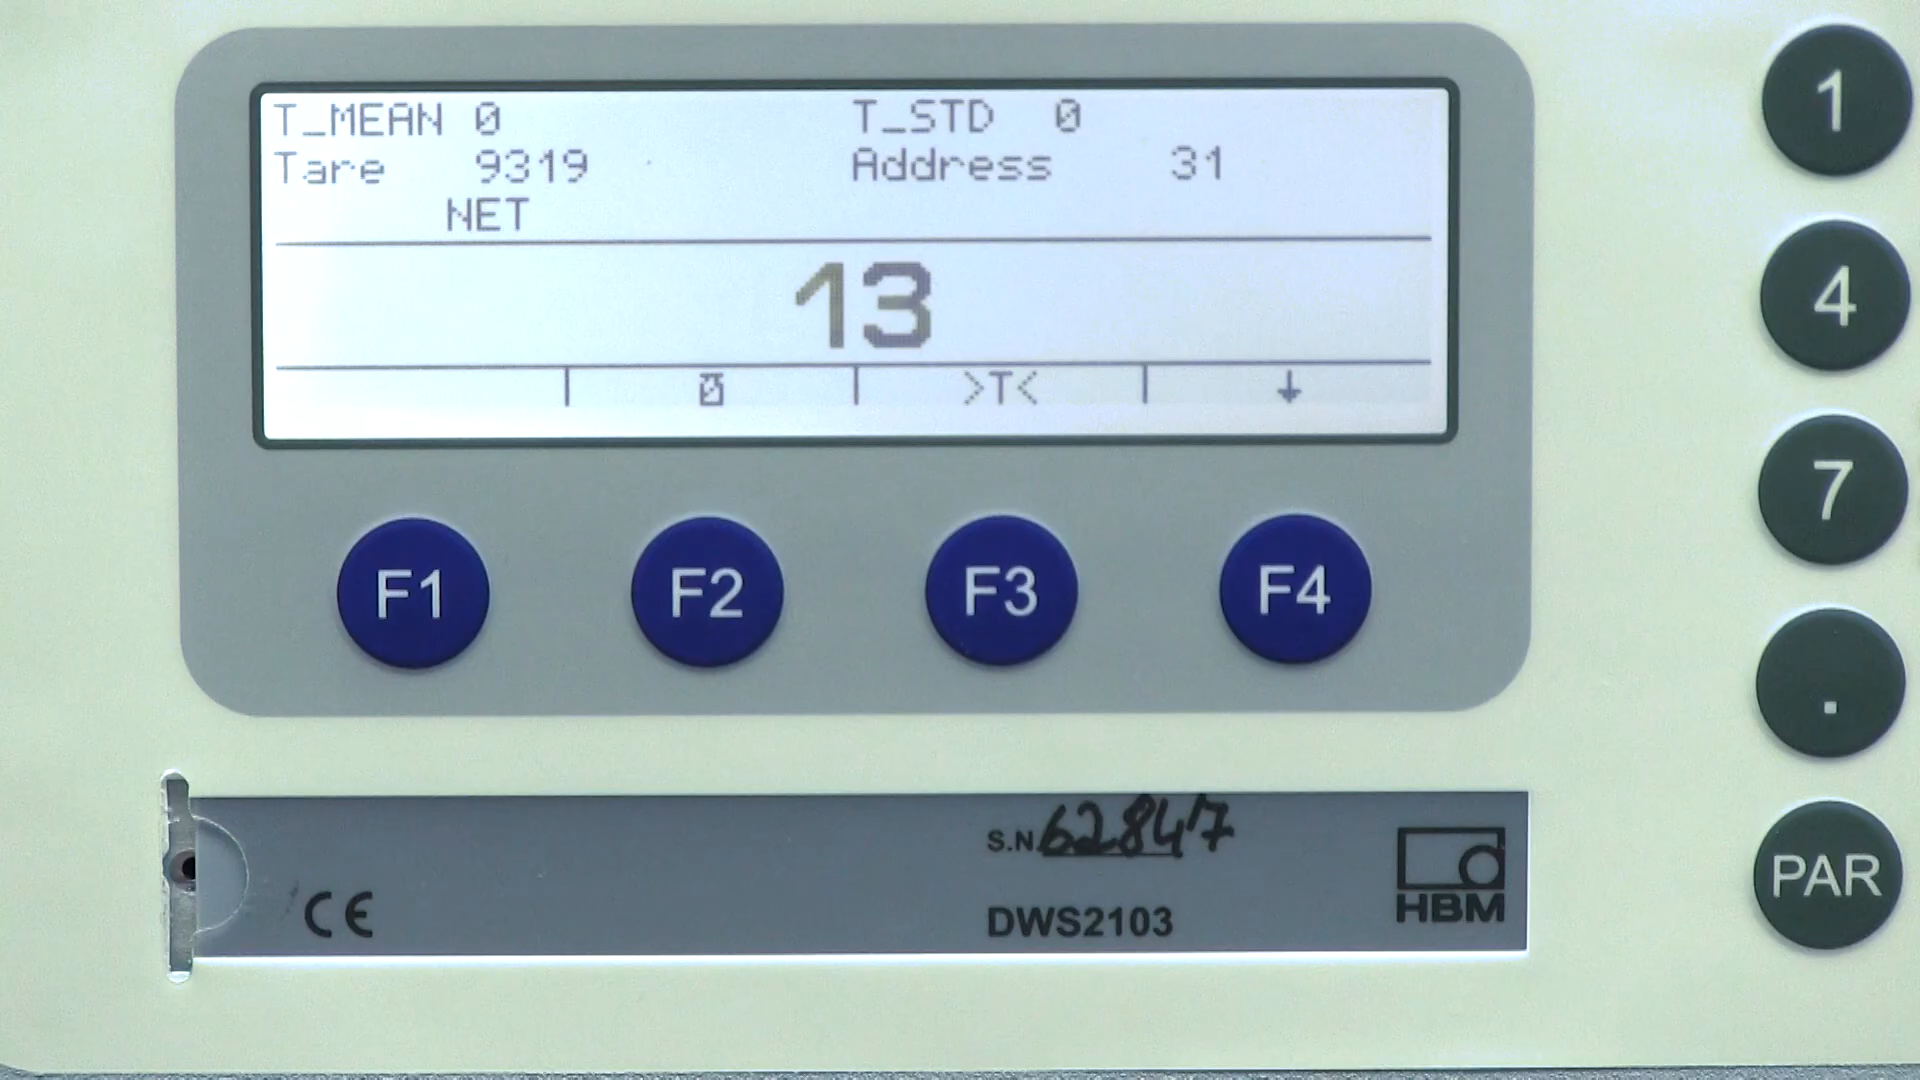 T_MEAN 0 T_STD 0
Tare 9319 Address 31
NET
13
>T< ↓
F1 F2 F3 F4
1
4
7
.
PAR
S.N. 62847
CE DWS2103 HBM